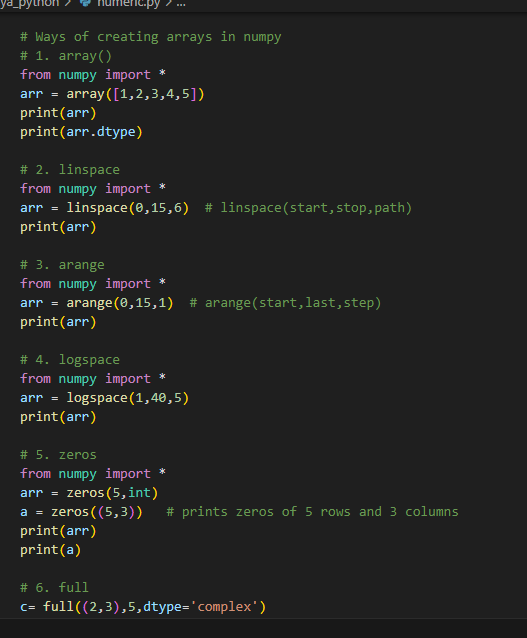 ya_python > numeric.py > ...
# Ways of creating arrays in numpy
# 1. array()
from numpy import *
arr = array([1,2,3,4,5])
print(arr)
print(arr.dtype)
# 2. linspace
from numpy import *
arr = linspace(0,15,6)  # linspace(start,stop,path)
print(arr)
# 3. arange
from numpy import *
arr = arange(0,15,1)  # arange(start,last,step)
print(arr)
# 4. logspace
from numpy import *
arr = logspace(1,40,5)
print(arr)
# 5. zeros
from numpy import *
arr = zeros(5,int)
a = zeros((5,3))   # prints zeros of 5 rows and 3 columns
print(arr)
print(a)
# 6. full
c= full((2,3),5,dtype='complex')